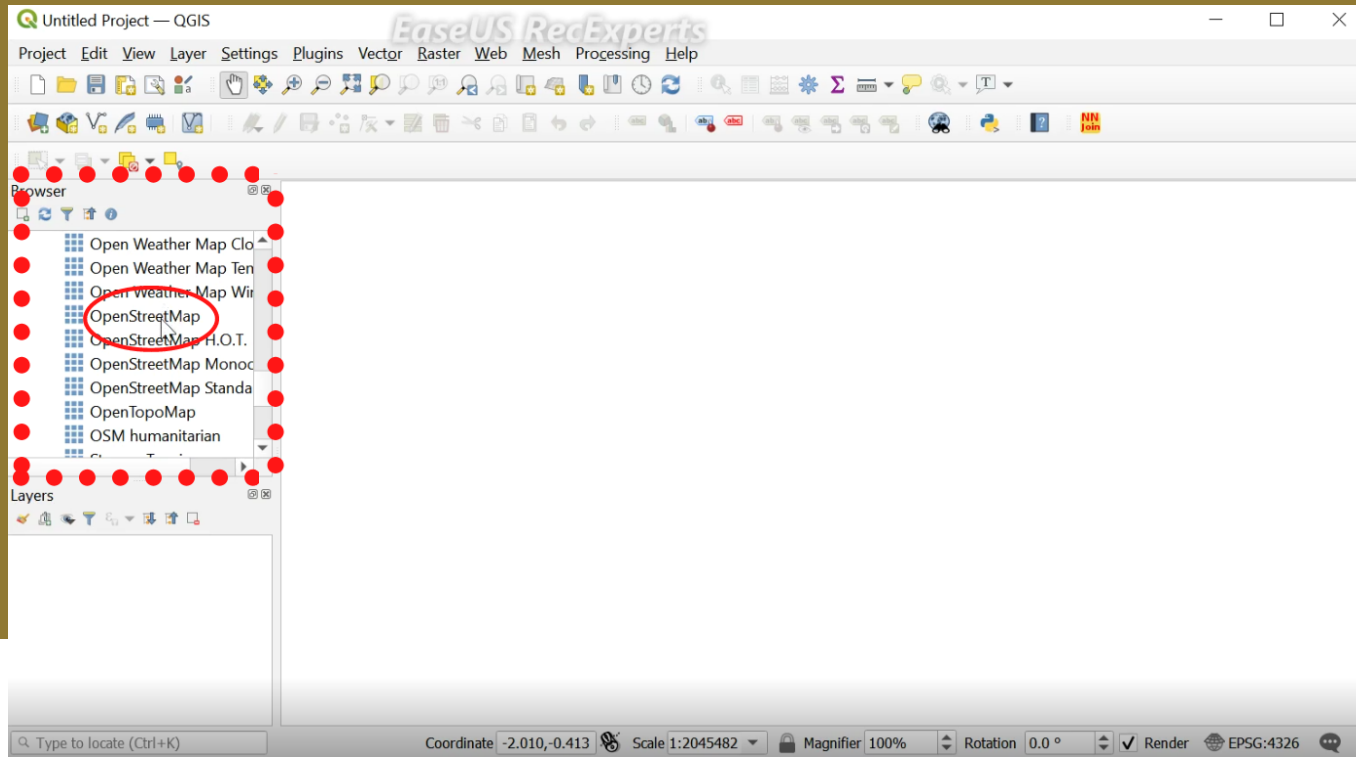 Untitled Project — QGIS
EaseUS RecExperts
Project Edit View Layer Settings Plugins Vector Raster Web Mesh Processing Help
abc abc
NN
Join
Browser
Open Weather Map Clo
Open Weather Map Ten
Open Weather Map Wir
OpenStreetMap
OpenStreetMap H.O.T.
OpenStreetMap Monoc
OpenStreetMap Standa
OpenTopoMap
OSM humanitarian
Layers
Type to locate (Ctrl+K) Coordinate -2.010,-0.413 Scale 1:2045482 Magnifier 100% Rotation 0.0 ° Render EPSG:4326